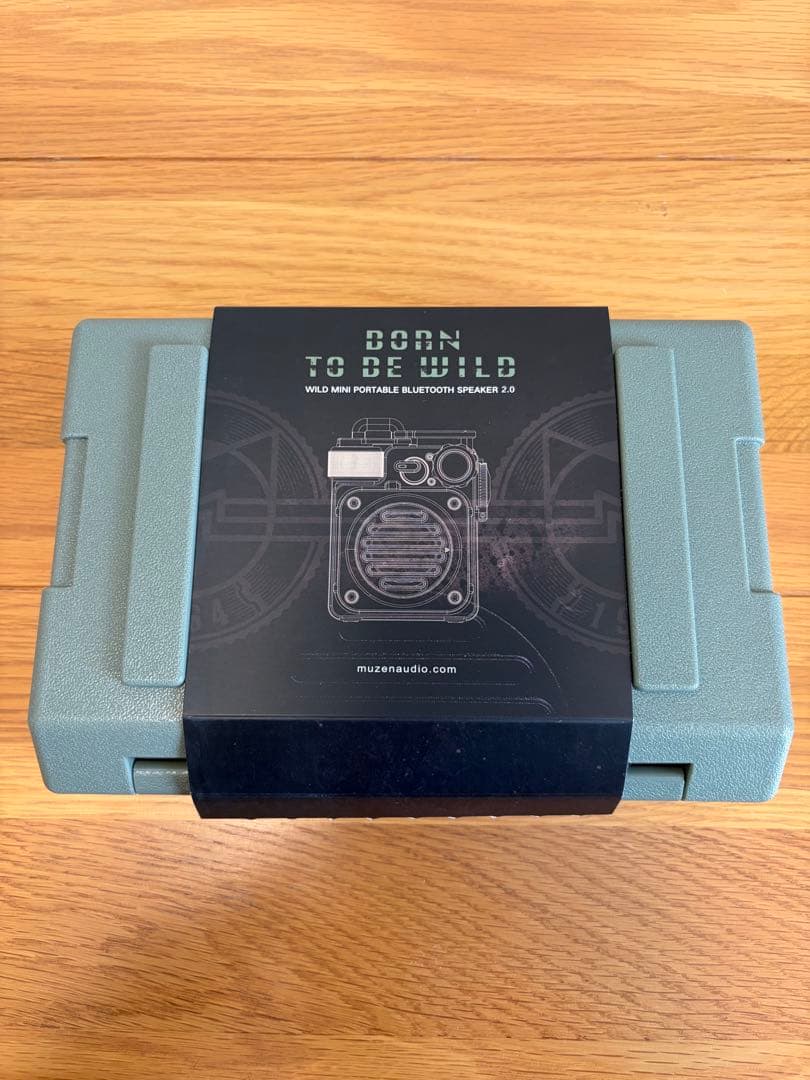 BORN
TO BE WILD
WILD MINI PORTABLE BLUETOOTH SPEAKER 2.0
muzenaudio.com